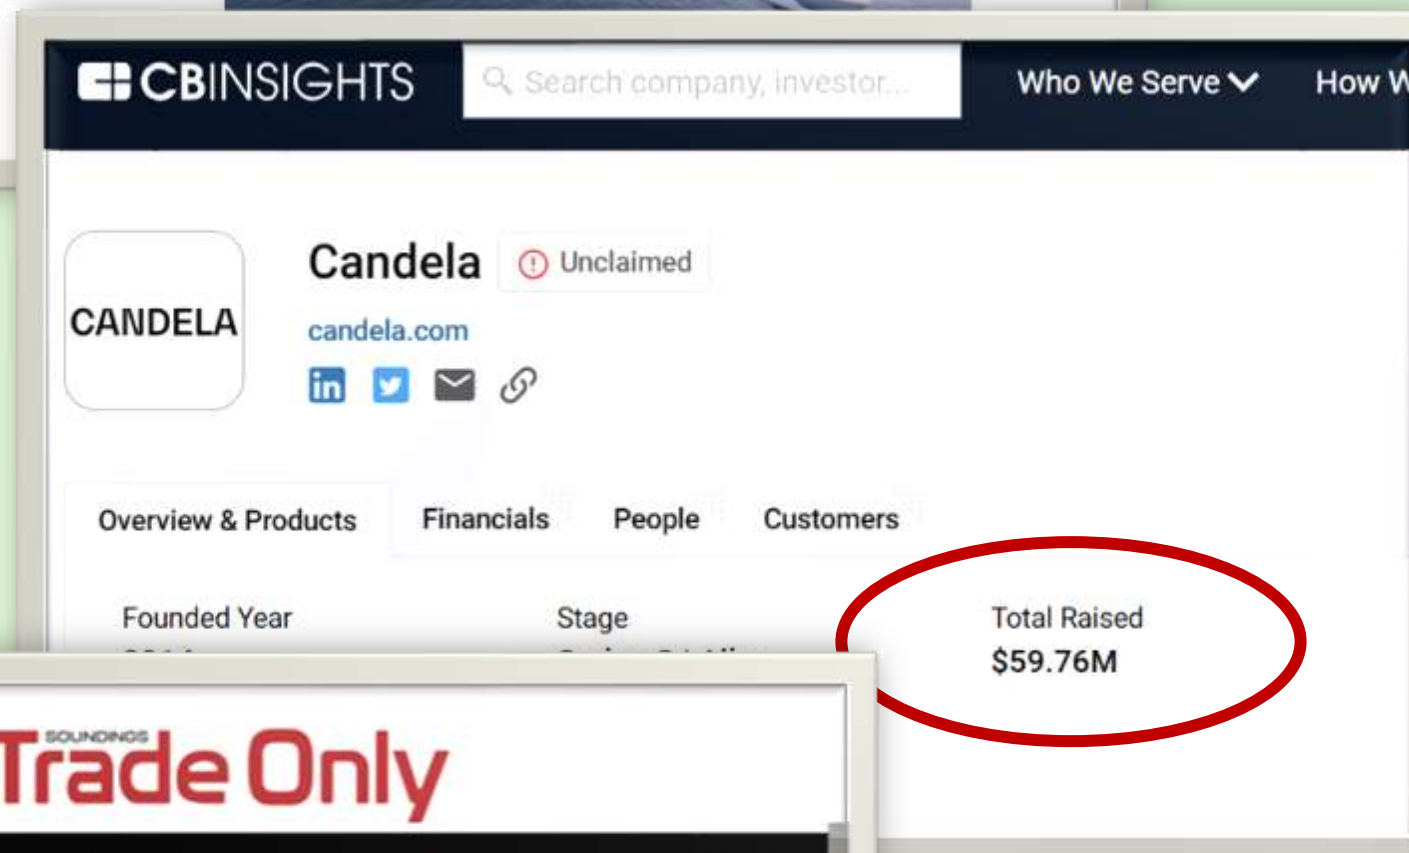 CBINSIGHTS
Search company, investor...
Who We Serve
How W
CANDELA
Candela
Unclaimed
candela.com
in
Overview & Products
Financials
People
Customers
Founded Year
Stage
Total Raised
$59.76M
SOUNDINGS
Trade Only